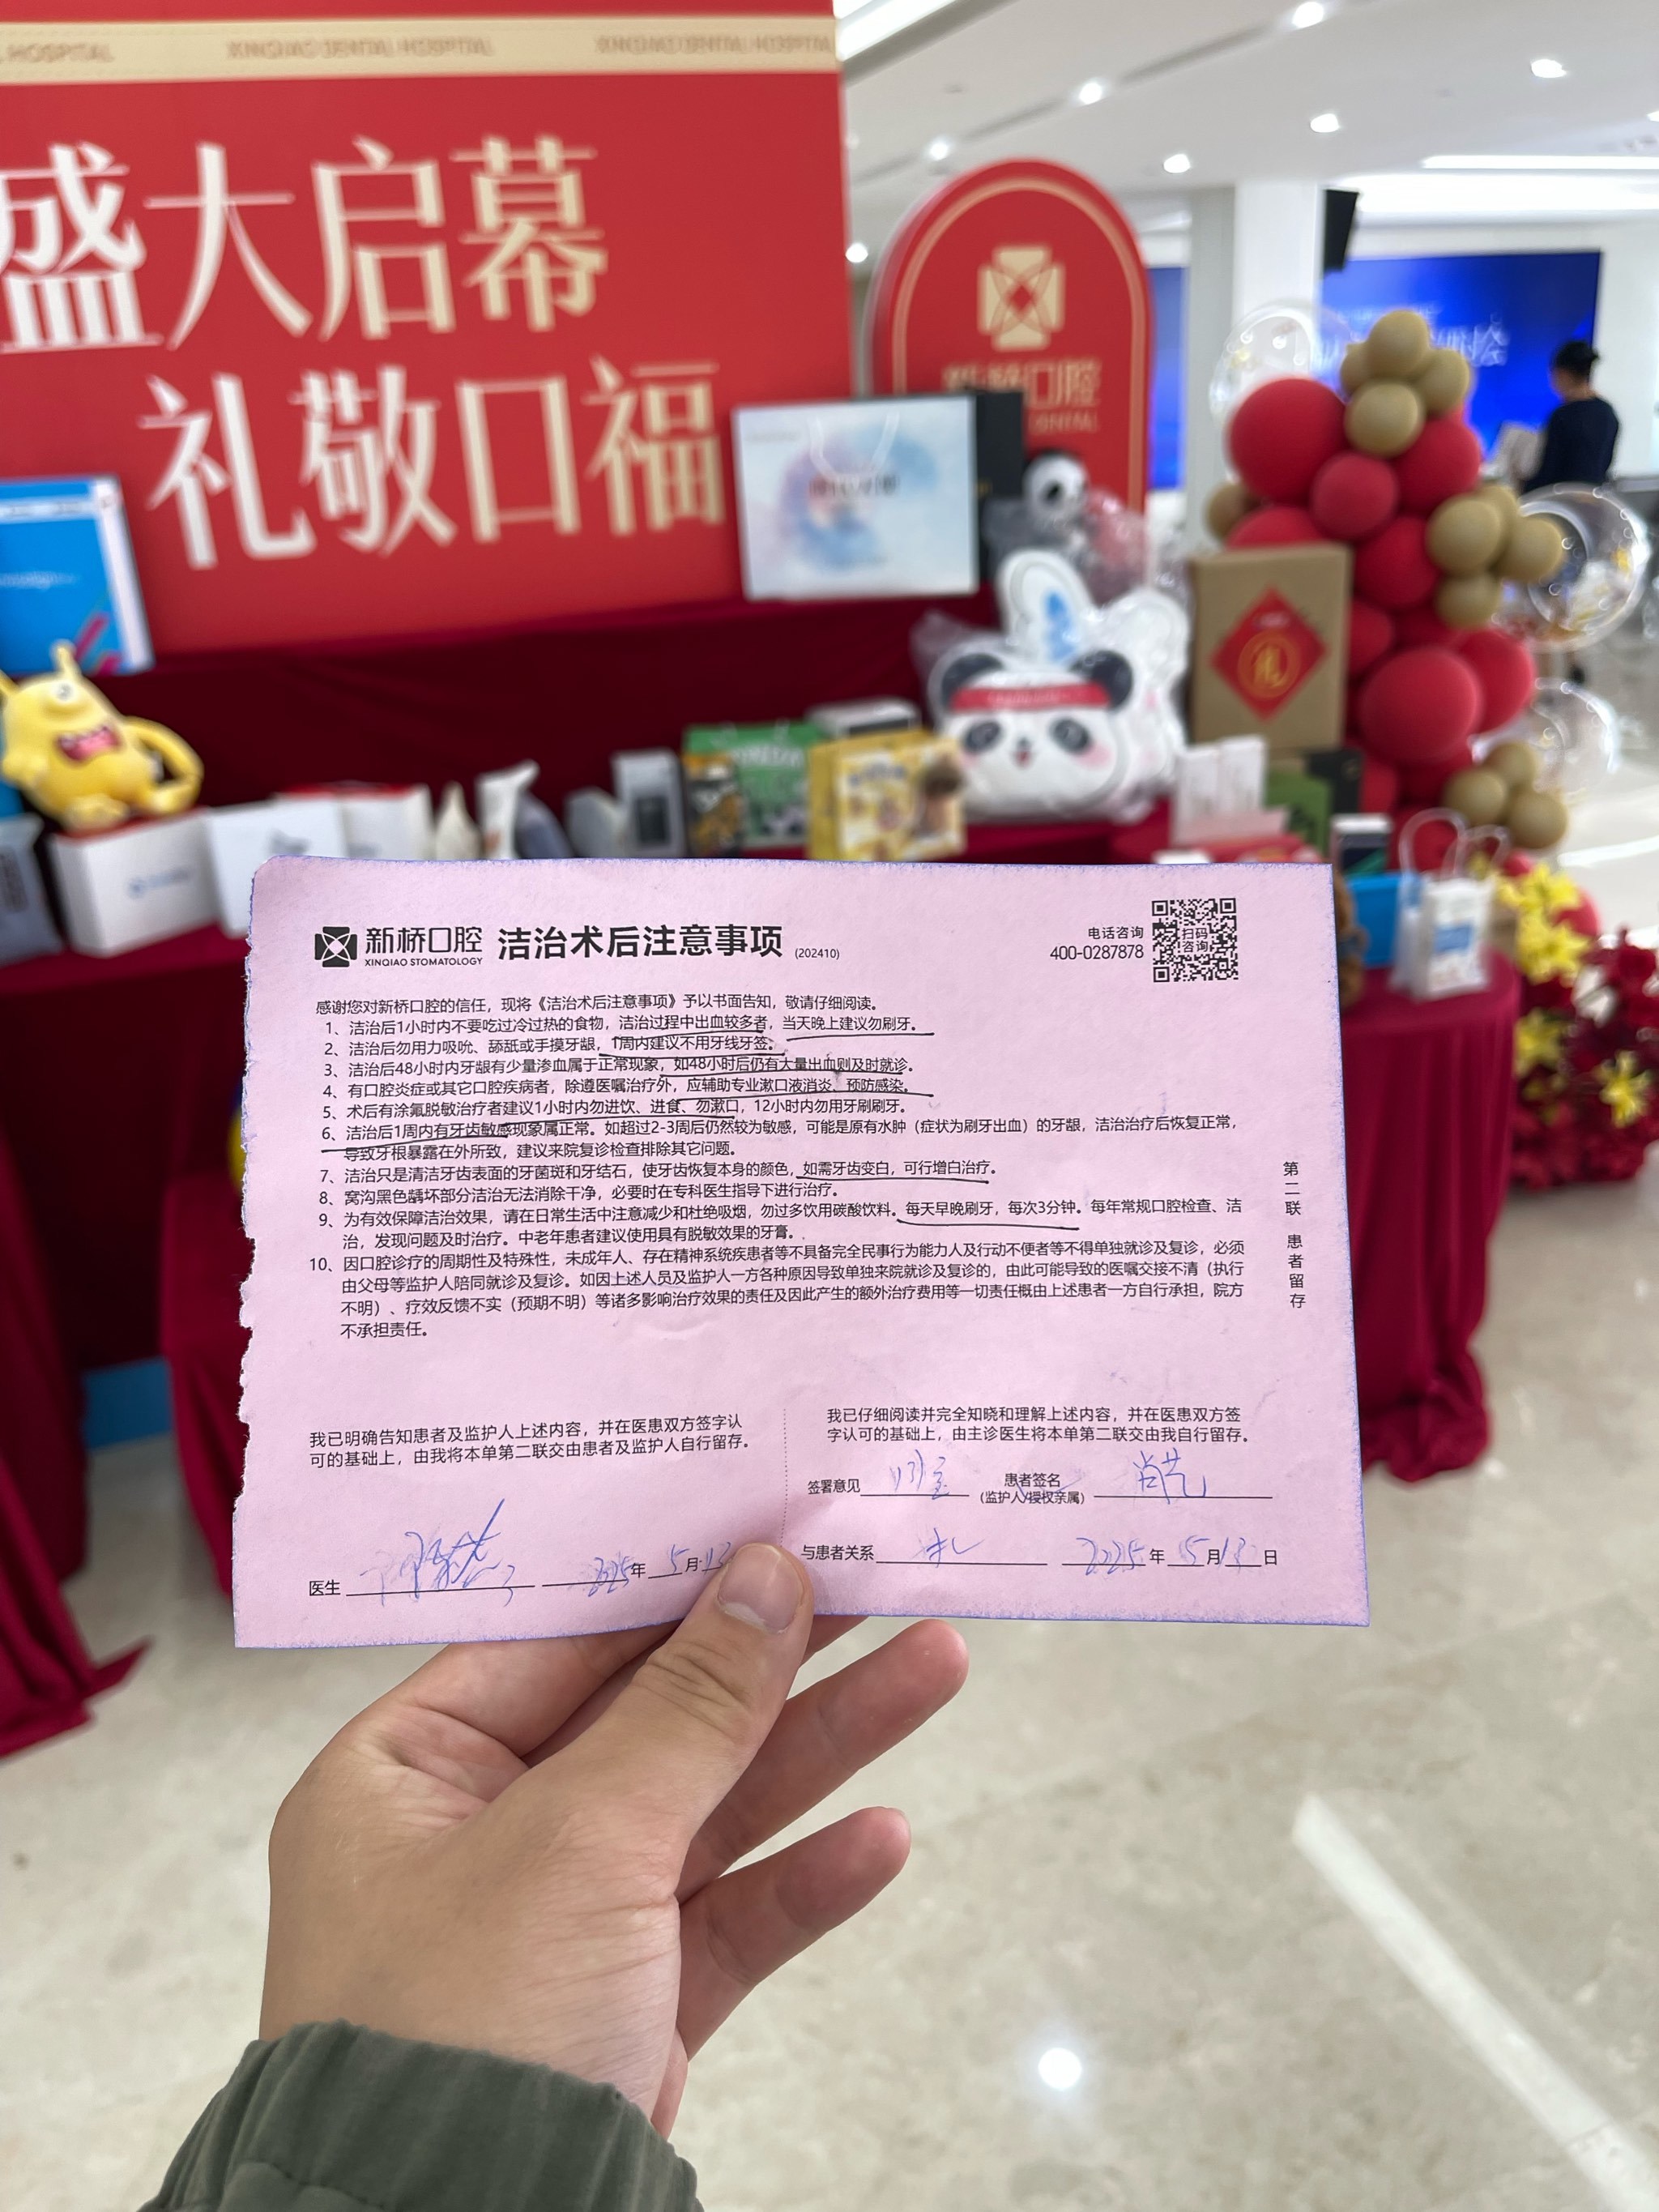 XINQIAO DENTAL HOSPITAL
盛大启幕
礼敬口福
新桥口腔
DENTAL
礼
新桥口腔
XINQIAO STOMATOLOGY
洁治术后注意事项 (202410)
电话咨询
400-0287878
扫码
咨询
感谢您对新桥口腔的信任，现将《洁治术后注意事项》予以书面告知，敬请仔细阅读。
1、洁治后1小时内不要吃过冷过热的食物，洁治过程中出血较多者，当天晚上建议勿刷牙。
2、洁治后勿用力吸吮、舔舐或手摸牙龈，1周内建议不用牙线牙签。
3、洁治后48小时内牙龈有少量渗血属于正常现象，如48小时后仍有大量出血则及时就诊。
4、有口腔炎症或其它口腔疾病者，除遵医嘱治疗外，应辅助专业漱口液消炎、预防感染。
5、术后有涂氟脱敏治疗者建议1小时内勿进饮、进食、勿漱口，12小时内勿用牙刷刷牙。
6、洁治后1周内有牙齿敏感现象属正常。如超过2-3周后仍然较为敏感，可能是原有水肿（症状为刷牙出血）的牙龈，洁治治疗后恢复正常，
导致牙根暴露在外所致，建议来院复诊检查排除其它问题。
7、洁治只是清洁牙齿表面的牙菌斑和牙结石，使牙齿恢复本身的颜色，如需牙齿变白，可行增白治疗。
8、窝沟黑色龋坏部分洁治无法消除干净，必要时在专科医生指导下进行治疗。
9、为有效保障洁治效果，请在日常生活中注意减少和杜绝吸烟，勿过多饮用碳酸饮料。每天早晚刷牙，每次3分钟。每年常规口腔检查、洁
治，发现问题及时治疗。中老年患者建议使用具有脱敏效果的牙膏。
10、因口腔诊疗的周期性及特殊性，未成年人、存在精神系统疾患者等不具备完全民事行为能力人及行动不便者等不得单独就诊及复诊，必须
由父母等监护人陪同就诊及复诊。如因上述人员及监护人一方各种原因导致单独来院就诊及复诊的，由此可能导致的医嘱交接不清（执行
不明）、疗效反馈不实（预期不明）等诸多影响治疗效果的责任及因此产生的额外治疗费用等一切责任概由上述患者一方自行承担，院方
不承担责任。
第二联 患者留存
我已明确告知患者及监护人上述内容，并在医患双方签字认
可的基础上，由我将本单第二联交由患者及监护人自行留存。
医生 2025年5月13
我已仔细阅读并完全知晓和理解上述内容，并在医患双方签
字认可的基础上，由主诊医生将本单第二联交由我自行留存。
签署意见 患者签名
(监护人/授权亲属)
与患者关系 本人 2025年5月13日